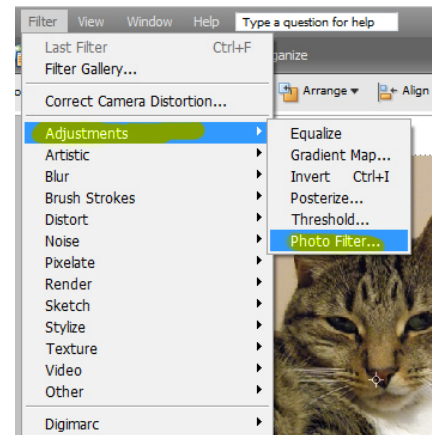 Filter View Window Help Type a question for help
Last Filter Ctrl+F
Filter Gallery...
Correct Camera Distortion...
Adjustments
Artistic
Blur
Brush Strokes
Distort
Noise
Pixelate
Render
Sketch
Stylize
Texture
Video
Other
Digimarc
Arrange Align
Equalize
Gradient Map...
Invert Ctrl+I
Posterize...
Threshold...
Photo Filter...